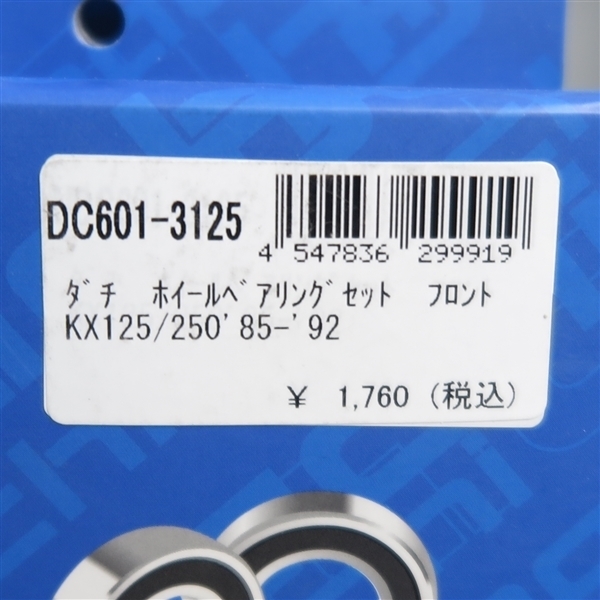 DC601-3125
4 547836 299919
ﾀﾞﾁ ﾎｲｰﾙﾍﾞｱﾘﾝｸﾞｾｯﾄ ﾌﾛﾝﾄ
KX125/250'85-'92
¥ 1,760 (税込)